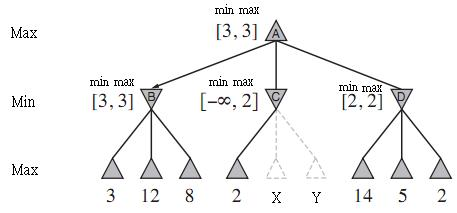 min max
Max [3, 3] A
min max min max min max
Min [3, 3] B [−∞, 2] C [2, 2] D
Max
3 12 8 2 X Y 14 5 2